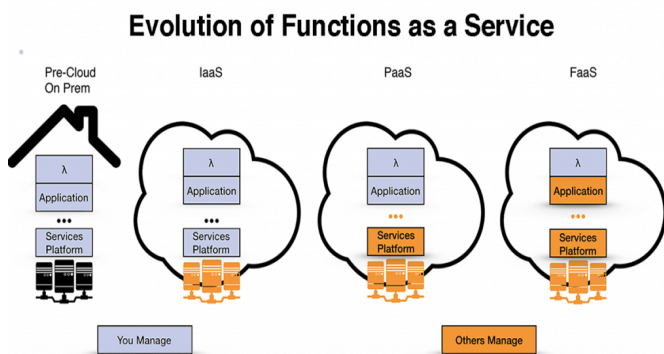 Evolution of Functions as a Service
Pre-Cloud
On Prem
IaaS
PaaS
FaaS
λ
Application
...
Services
Platform
λ
Application
...
Services
Platform
λ
Application
...
Services
Platform
λ
Application
...
Services
Platform
You Manage
Others Manage